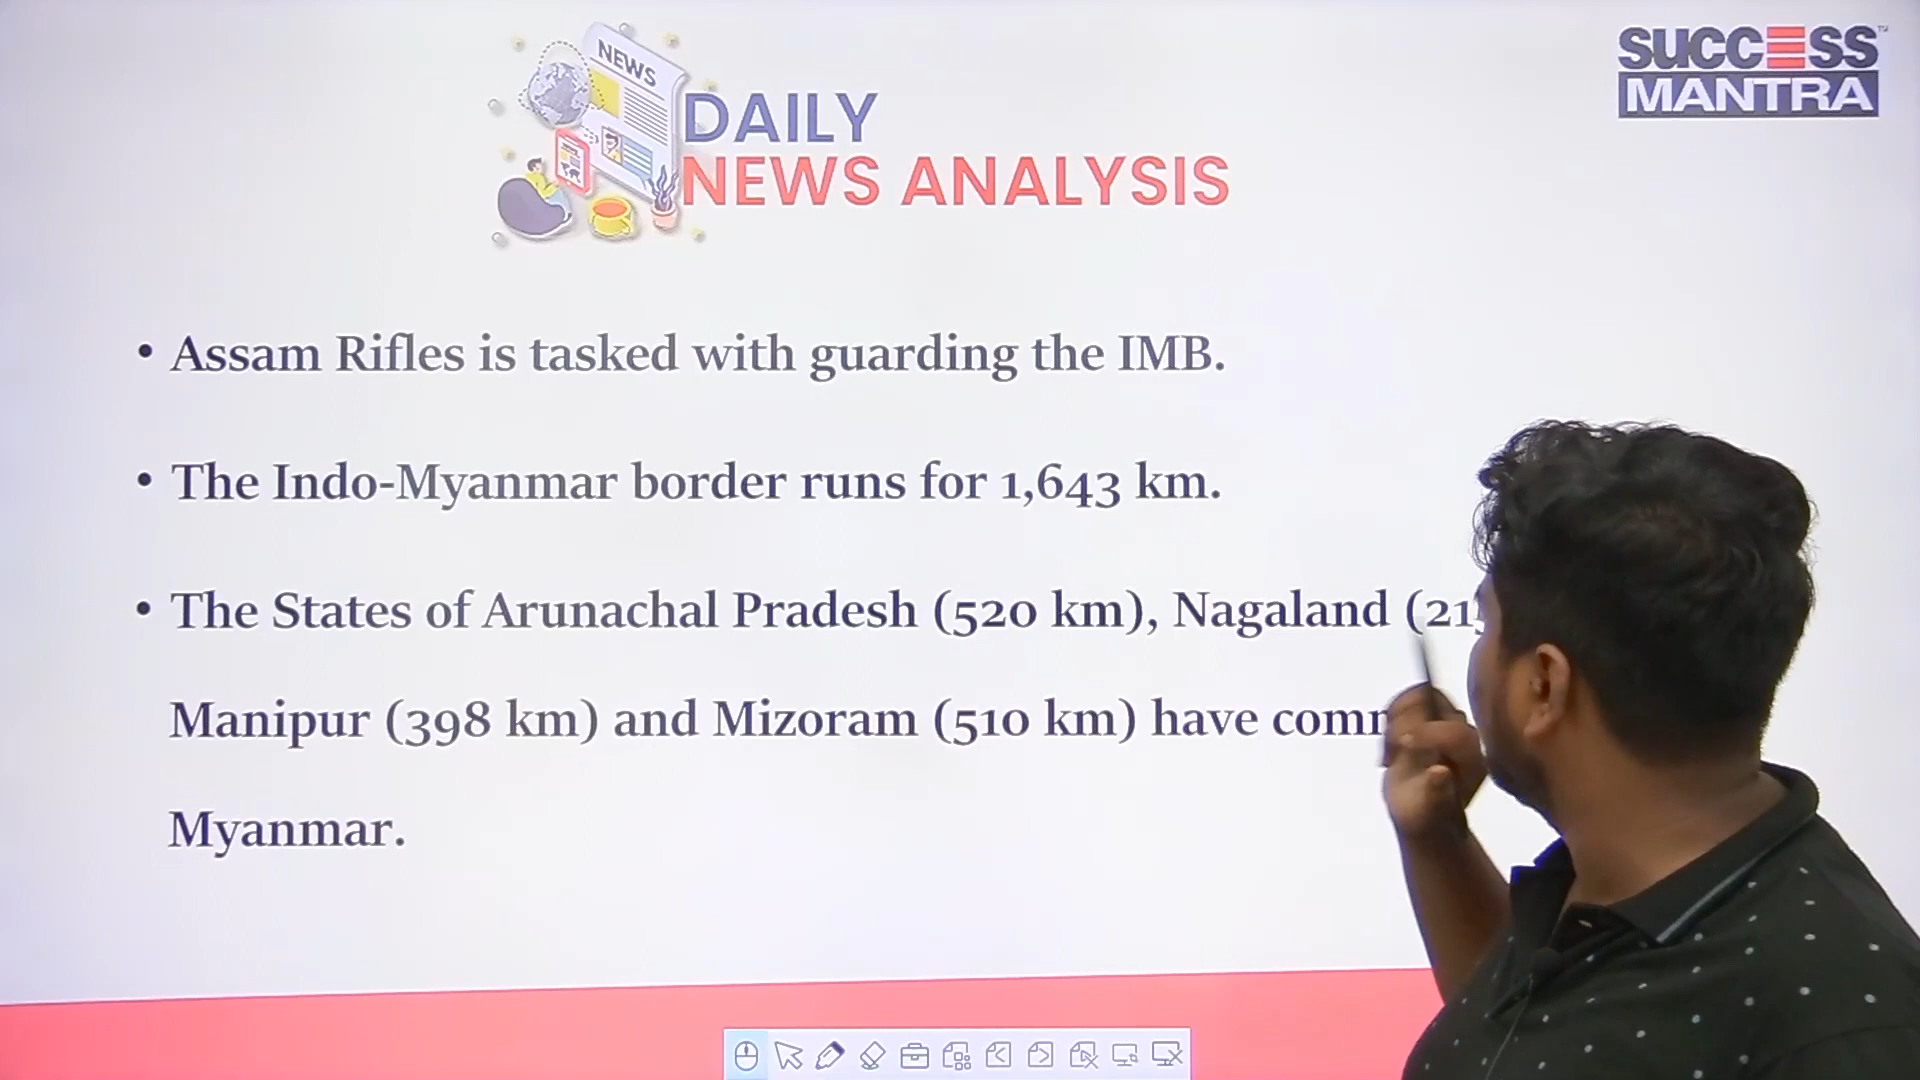 NEWS
DAILY
NEWS ANALYSIS
SUCCESS
MANTRA
• Assam Rifles is tasked with guarding the IMB.
• The Indo-Myanmar border runs for 1,643 km.
• The States of Arunachal Pradesh (520 km), Nagaland (21
Manipur (398 km) and Mizoram (510 km) have
Myanmar.